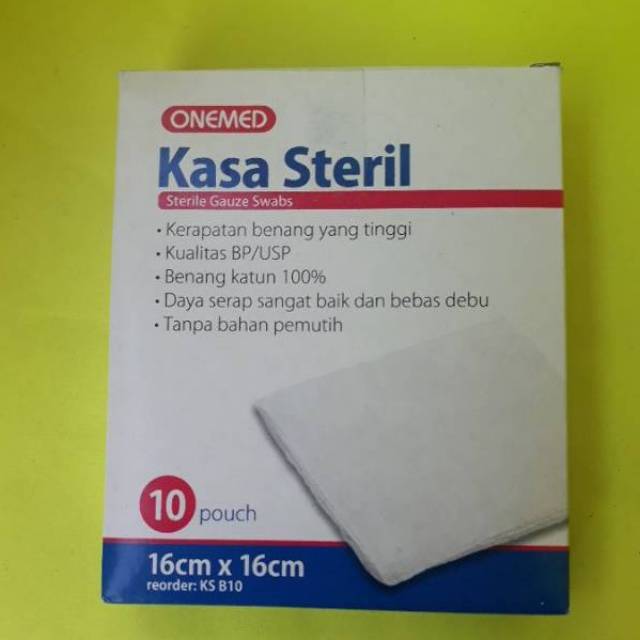 ONEMED
Kasa Steril
Sterile Gauze Swabs
• Kerapatan benang yang tinggi
• Kualitas BP/USP
• Benang katun 100%
• Daya serap sangat baik dan bebas debu
• Tanpa bahan pemutih
10 pouch
16cm x 16cm
reorder: KS B10